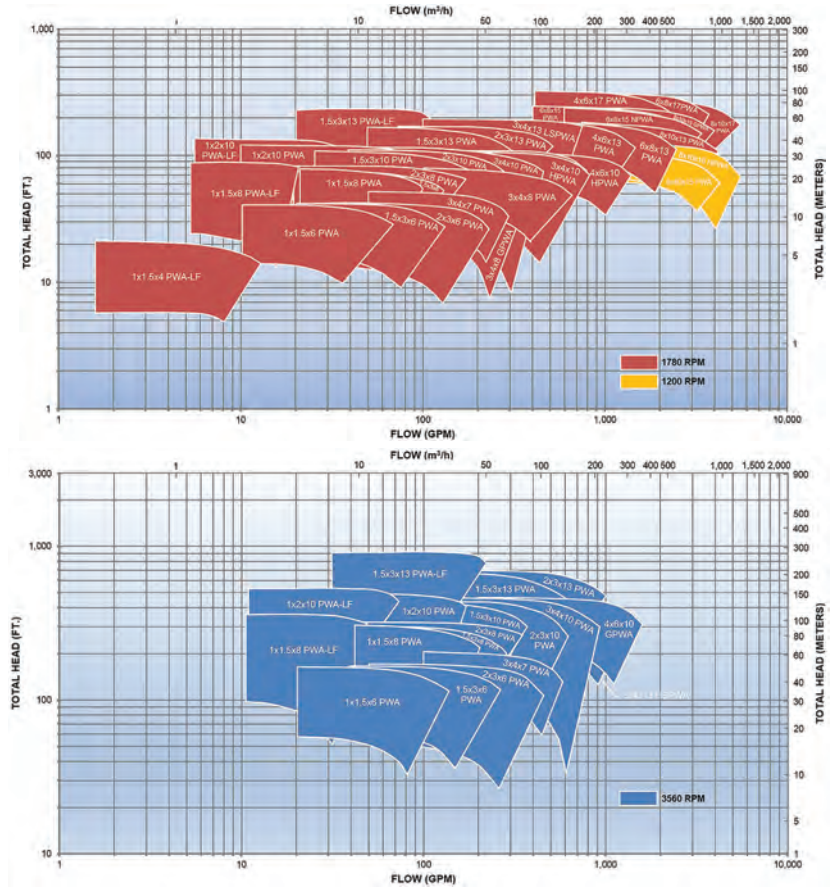 FLOW (m³/h)
1 10 50 100 200 300 400 500 1,000 1,500 2,000
1,000
100
10
1
TOTAL HEAD (FT.)
300
200
100
80
60
40
30
20
10
5
1
TOTAL HEAD (METERS)
1.5x3x13 PWA-LF
4x6x17 PWA
6x8x17PWA
1x2x10
PWA-LF
1x2x10 PWA
1.5x3x13 PWA
2x3x13 PWA
3x4x13 LSPWA
4x6x13
PWA
6x8x13
PWA
6x8x15 NPWA
8x10x13 PWA
1.5x3x10 PWA
2x3x10 PWA
3x4x10 PWA
3x4x10
HPWA
4x6x10
HPWA
1x1.5x8 PWA-LF
1x1.5x8 PWA
2x3x8 PWA
3x4x7 PWA
3x4x8 PWA
3x4x8 GPWA
1x1.5x6 PWA
1.5x3x6 PWA
2x3x6 PWA
1x1.5x4 PWA-LF
1780 RPM
1200 RPM
1 10 100 1,000 10,000
FLOW (GPM)
FLOW (m³/h)
1 10 50 100 200 300 400 500 1,000 1,500 2,000
3,000
1,000
100
10
TOTAL HEAD (FT.)
900
500
400
300
200
100
80
60
40
30
20
10
5
1
TOTAL HEAD (METERS)
1.5x3x13 PWA-LF
1.5x3x13 PWA
2x3x13 PWA
1x2x10 PWA-LF
1x2x10 PWA
1.5x3x10 PWA
3x4x10 PWA
4x6x10
GPWA
1x1.5x8 PWA-LF
1x1.5x8 PWA
2x3x8 PWA
2x3x10
PWA
3x4x7 PWA
1x1.5x6 PWA
1.5x3x6
PWA
2x3x6 PWA
3560 RPM
1 10 100 1,000 10,000
FLOW (GPM)